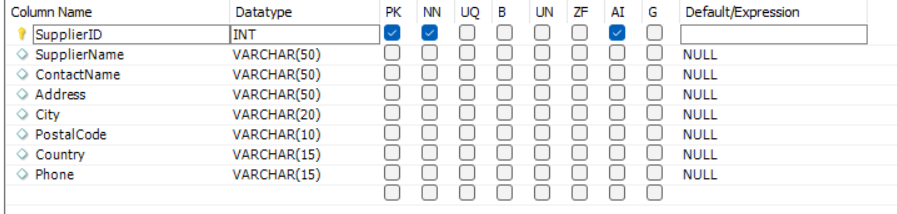 Column Name Datatype PK NN UQ B UN ZF AI G Default/Expression
SupplierID INT
SupplierName VARCHAR(50) NULL
ContactName VARCHAR(50) NULL
Address VARCHAR(50) NULL
City VARCHAR(20) NULL
PostalCode VARCHAR(10) NULL
Country VARCHAR(15) NULL
Phone VARCHAR(15) NULL